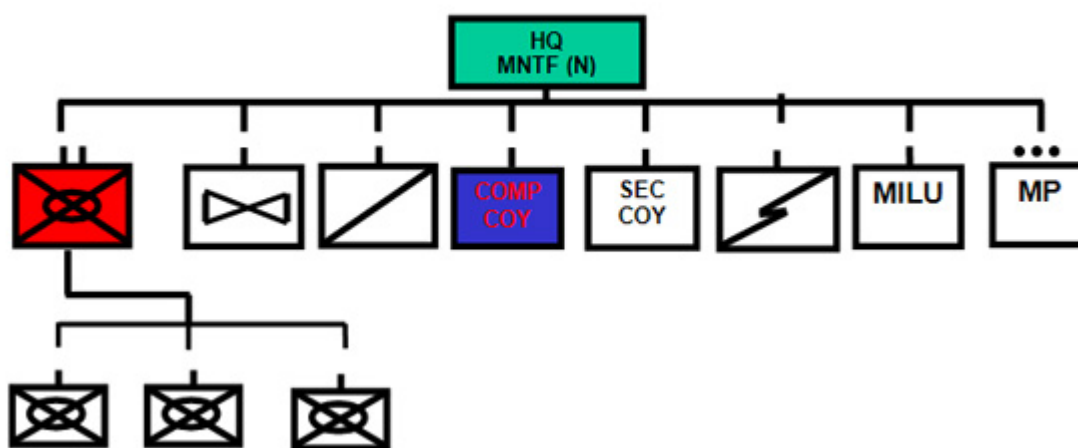 HQ
MNTF (N)
COMP
COY
SEC
COY
MILU
MP